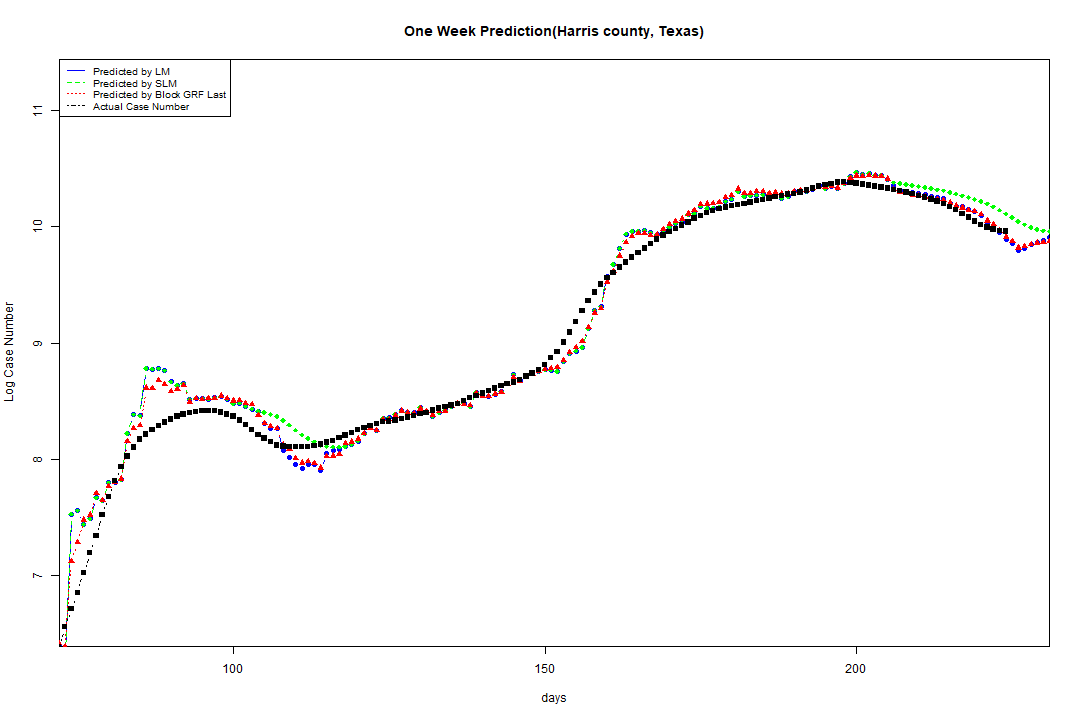 One Week Prediction(Harris county, Texas)
Predicted by LM
Predicted by SLM
Predicted by Block GRF Last
Actual Case Number
11
10
9
8
7
Log Case Number
100
150
200
days